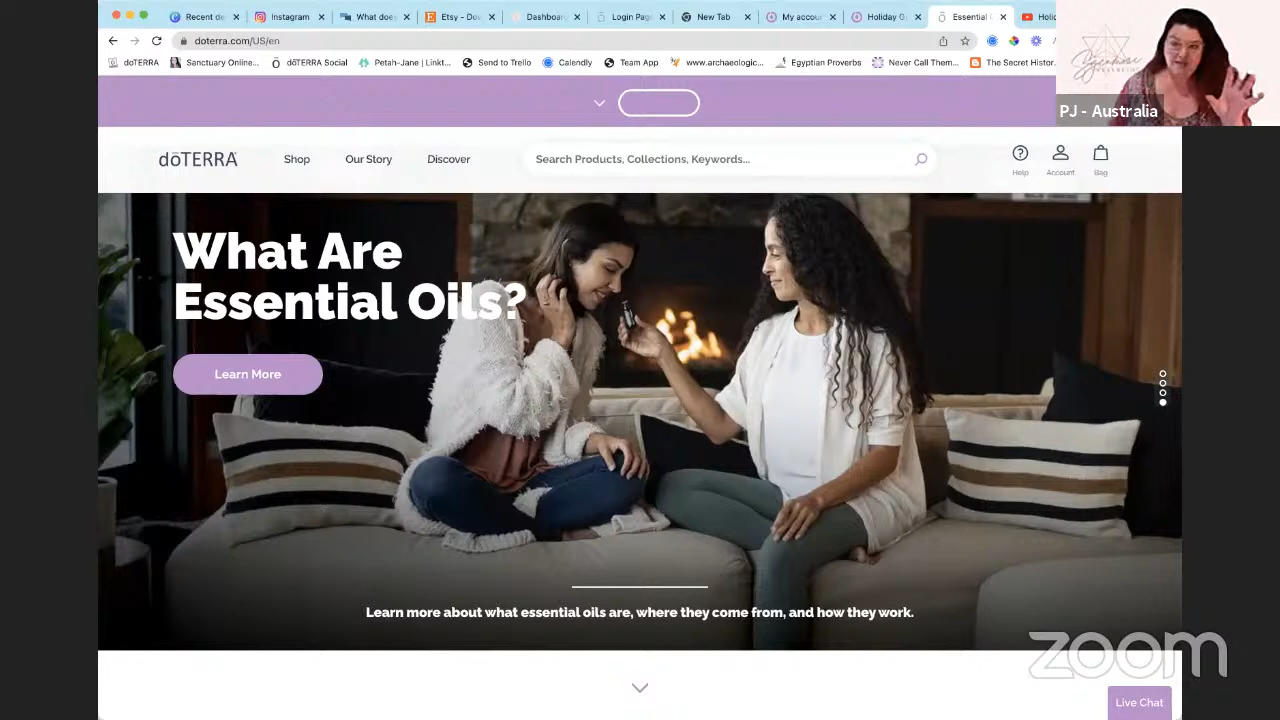 Recent de
Instagram
What does
Etsy - Do
Dashboar
Login Pag
New Tab
My accou
Holiday G
Essential
Holi
doterra.com/US/en
doTERRA
Sanctuary Online...
dōTERRA Social
Petah-Jane | Linkt...
Send to Trello
Calendly
Team App
www.archaeologic...
Egyptian Proverbs
Never Call Them...
The Secret Histor...
PJ - Australia
dōTERRA
Shop
Our Story
Discover
Search Products, Collections, Keywords...
Help
Account
Bag
What Are
Essential Oils?
Learn More
Learn more about what essential oils are, where they come from, and how they work.
zoom
Live Chat